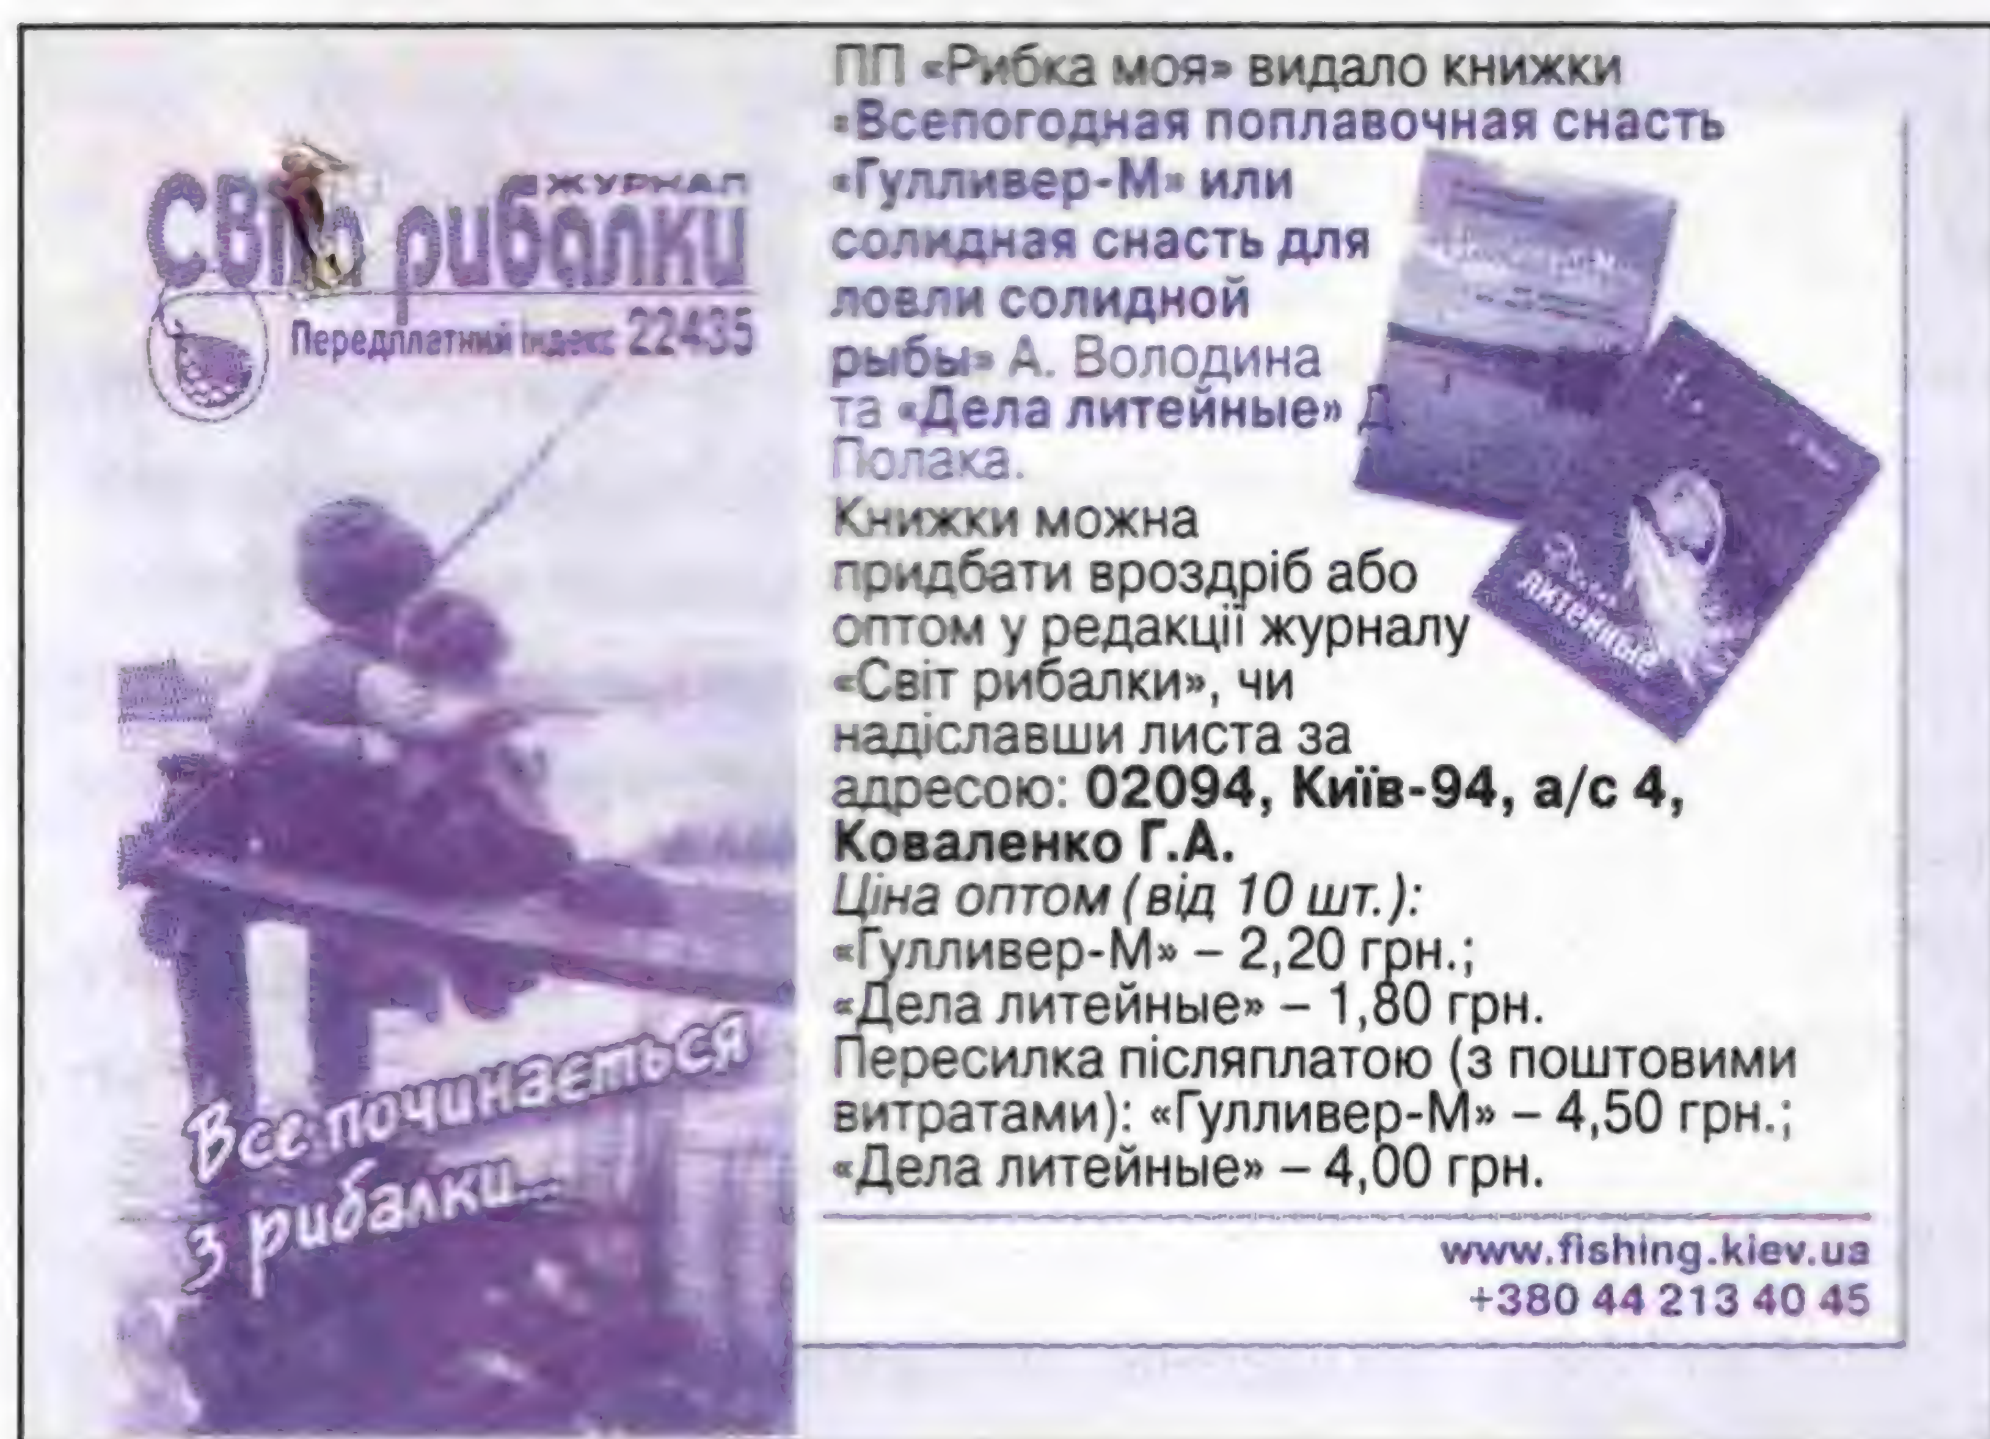 ЖУРНАЛ
Світ рибалки
Передплатний індекс 22435
Все починається
з рибалки...
ПП «Рибка моя» видало книжки
«Всепогодная поплавочная снасть
«Гулливер-М» или
солидная снасть для
ловли солидной
рыбы» А. Володина
та «Дела литейные» Д.
Полака.
Книжки можна
придбати вроздріб або
оптом у редакції журналу
«Світ рибалки», чи
надіславши листа за
адресою: 02094, Київ-94, а/с 4,
Коваленко Г.А.
Ціна оптом (від 10 шт.):
«Гулливер-М» – 2,20 грн.;
«Дела литейные» – 1,80 грн.
Пересилка післяплатою (з поштовими
витратами): «Гулливер-М» – 4,50 грн.;
«Дела литейные» – 4,00 грн.
www.fishing.kiev.ua
+380 44 213 40 45
Дела
литейные